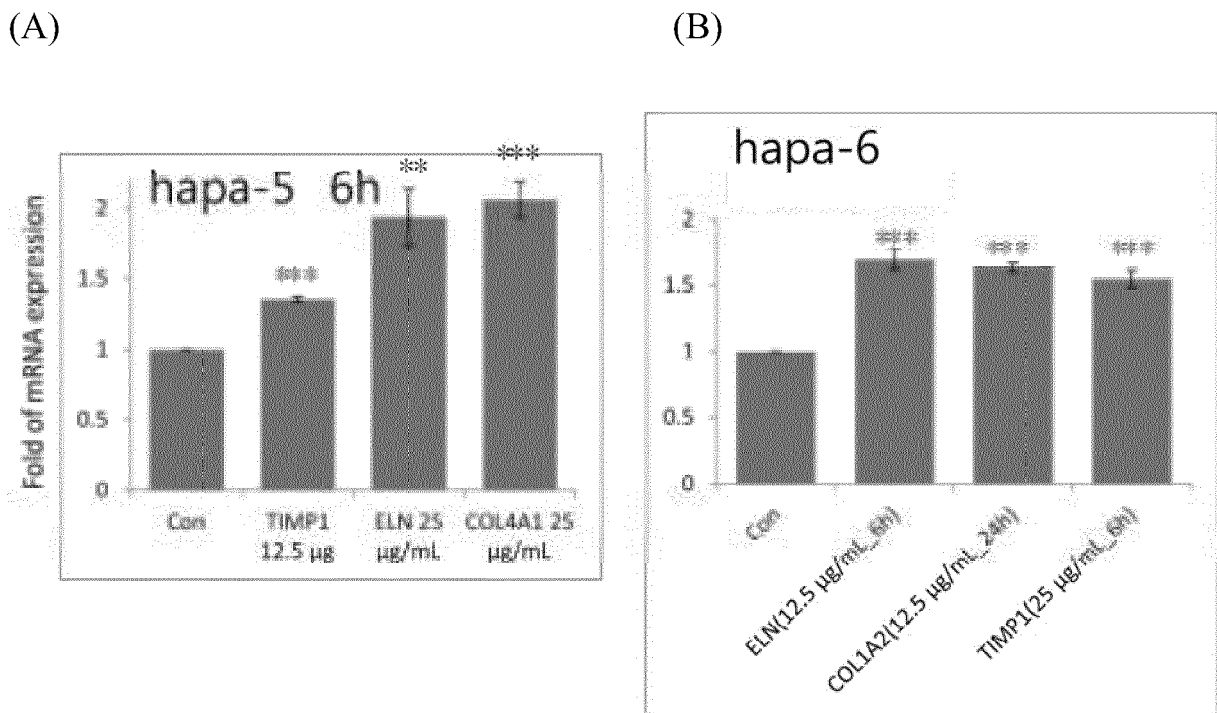 (A)
hapa-5 6h
**
***
***
Fold of mRNA expression
2
1.5
1
0.5
0
Con
TIMP1
12.5 µg
ELN 25
µg/mL
COL4A1 25
µg/mL
(B)
hapa-6
2
1.5
1
0.5
0
***
***
***
Con
ELN(12.5 µg/mL_6h)
COL1A2(12.5 µg/mL_24h)
TIMP1(25 µg/mL_6h)